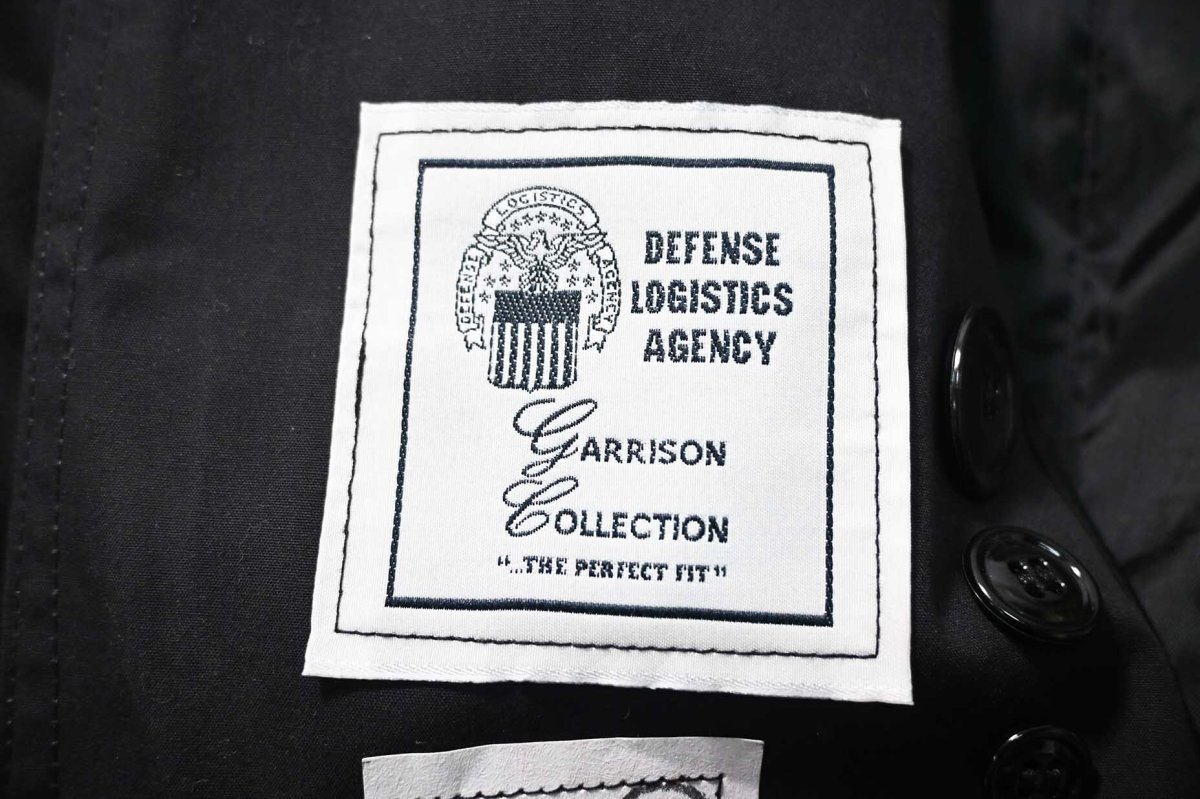 DEFENSE LOGISTICS AGENCY
DEFENSE
LOGISTICS
AGENCY
GARRISON
COLLECTION
"...THE PERFECT FIT"